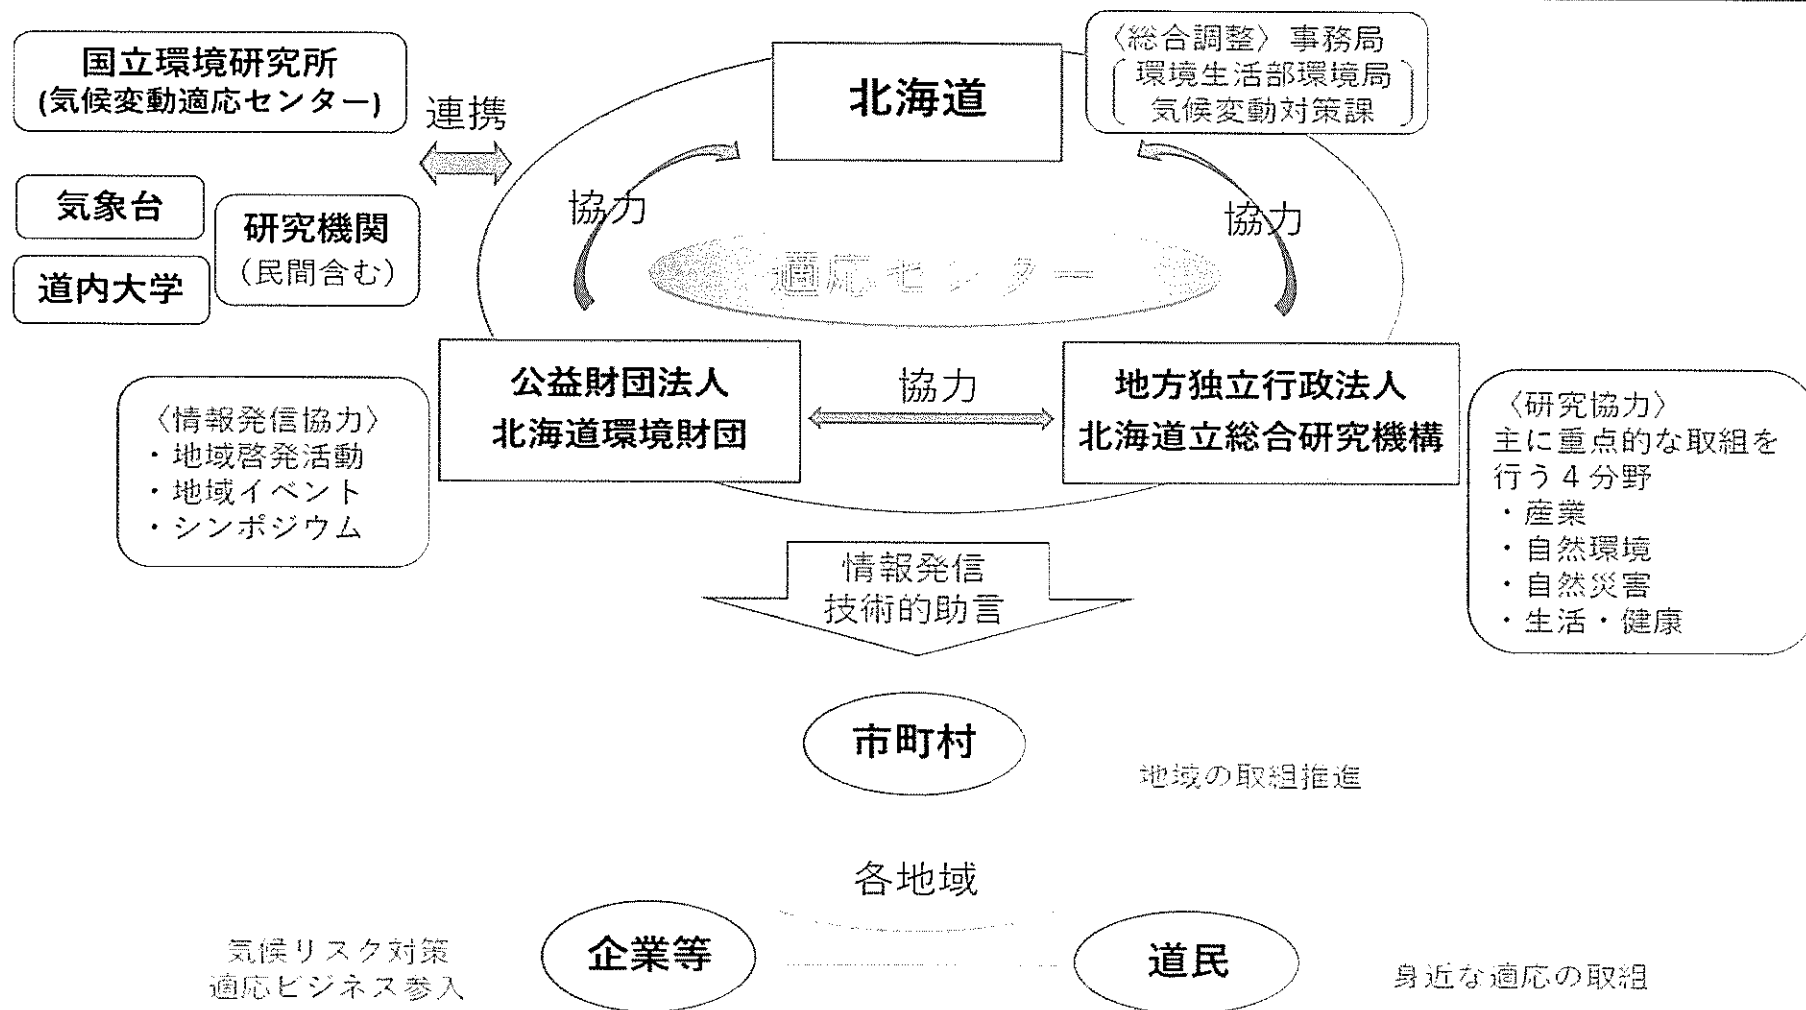 国立環境研究所
(気候変動適応センター)
連携
北海道
〈総合調整〉事務局
環境生活部環境局
気候変動対策課
気象台
研究機関
（民間含む）
道内大学
協力
協力
適応センター
公益財団法人
北海道環境財団
協力
地方独立行政法人
北海道立総合研究機構
〈情報発信協力〉
・地域啓発活動
・地域イベント
・シンポジウム
〈研究協力〉
主に重点的な取組を
行う４分野
・産業
・自然環境
・自然災害
・生活・健康
情報発信
技術的助言
市町村
地域の取組推進
各地域
気候リスク対策
適応ビジネス参入
企業等
道民
身近な適応の取組